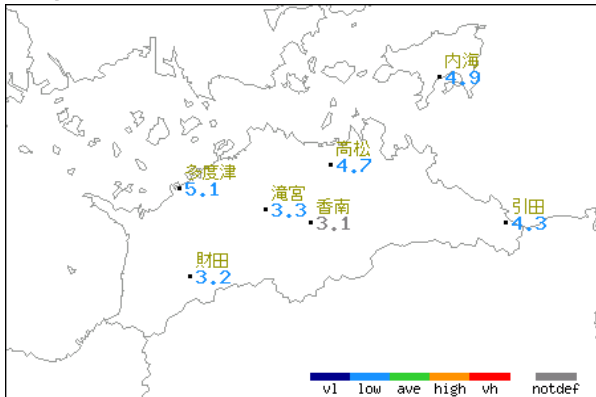 内海
4.9
高松
4.7
多度津
5.1
滝宮
3.3
香南
3.1
引田
4.3
財田
3.2
vl low ave high vh notdef